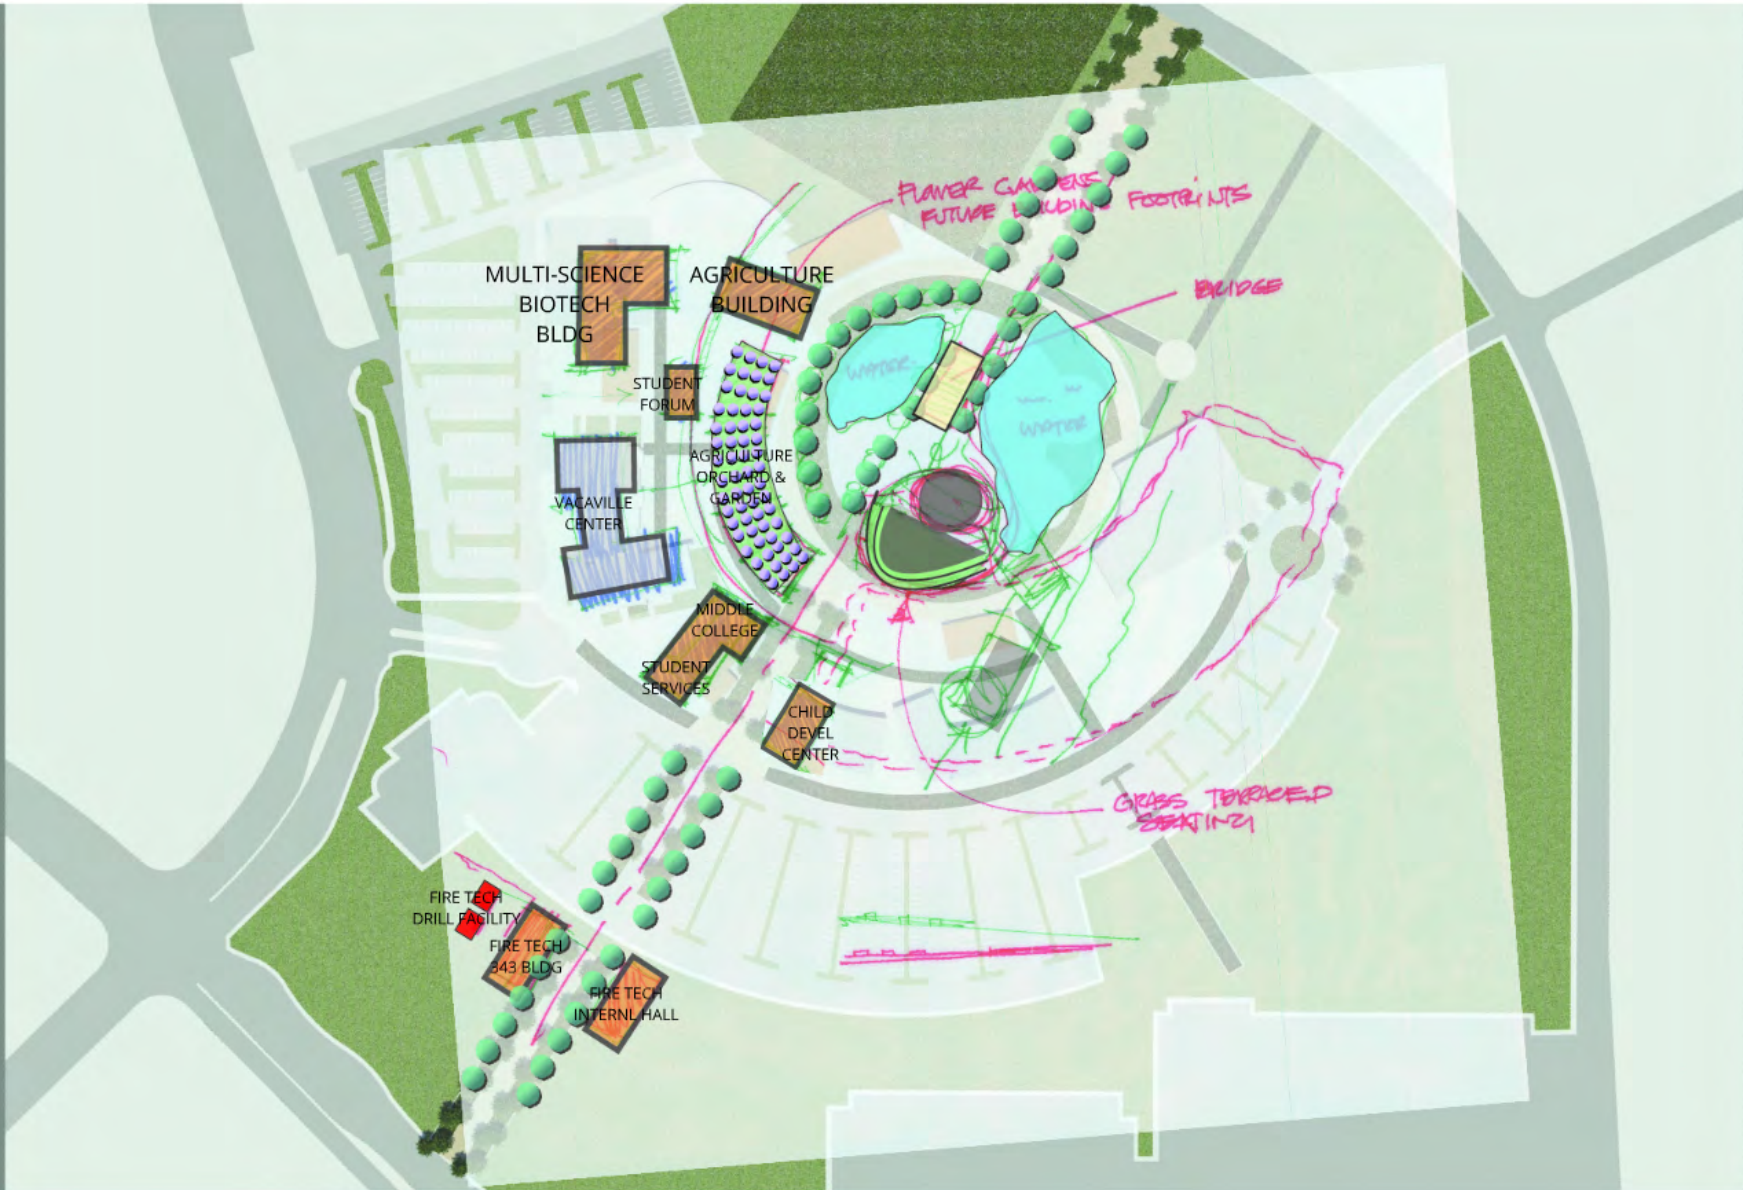 FLOWER GARDENS
FUTURE BUILDING FOOTPRINTS
MULTI-SCIENCE
BIOTECH
BLDG
AGRICULTURE
BUILDING
BRIDGE
WATER
WATER
STUDENT
FORUM
AGRICULTURE
ORCHARD &
GARDEN
VACAVILLE
CENTER
MIDDLE
COLLEGE
STUDENT
SERVICES
CHILD
DEVEL
CENTER
GRASS TERRACED
SEATING
FIRE TECH
DRILL FACILITY
FIRE TECH
343 BLDG
FIRE TECH
INTERNL HALL